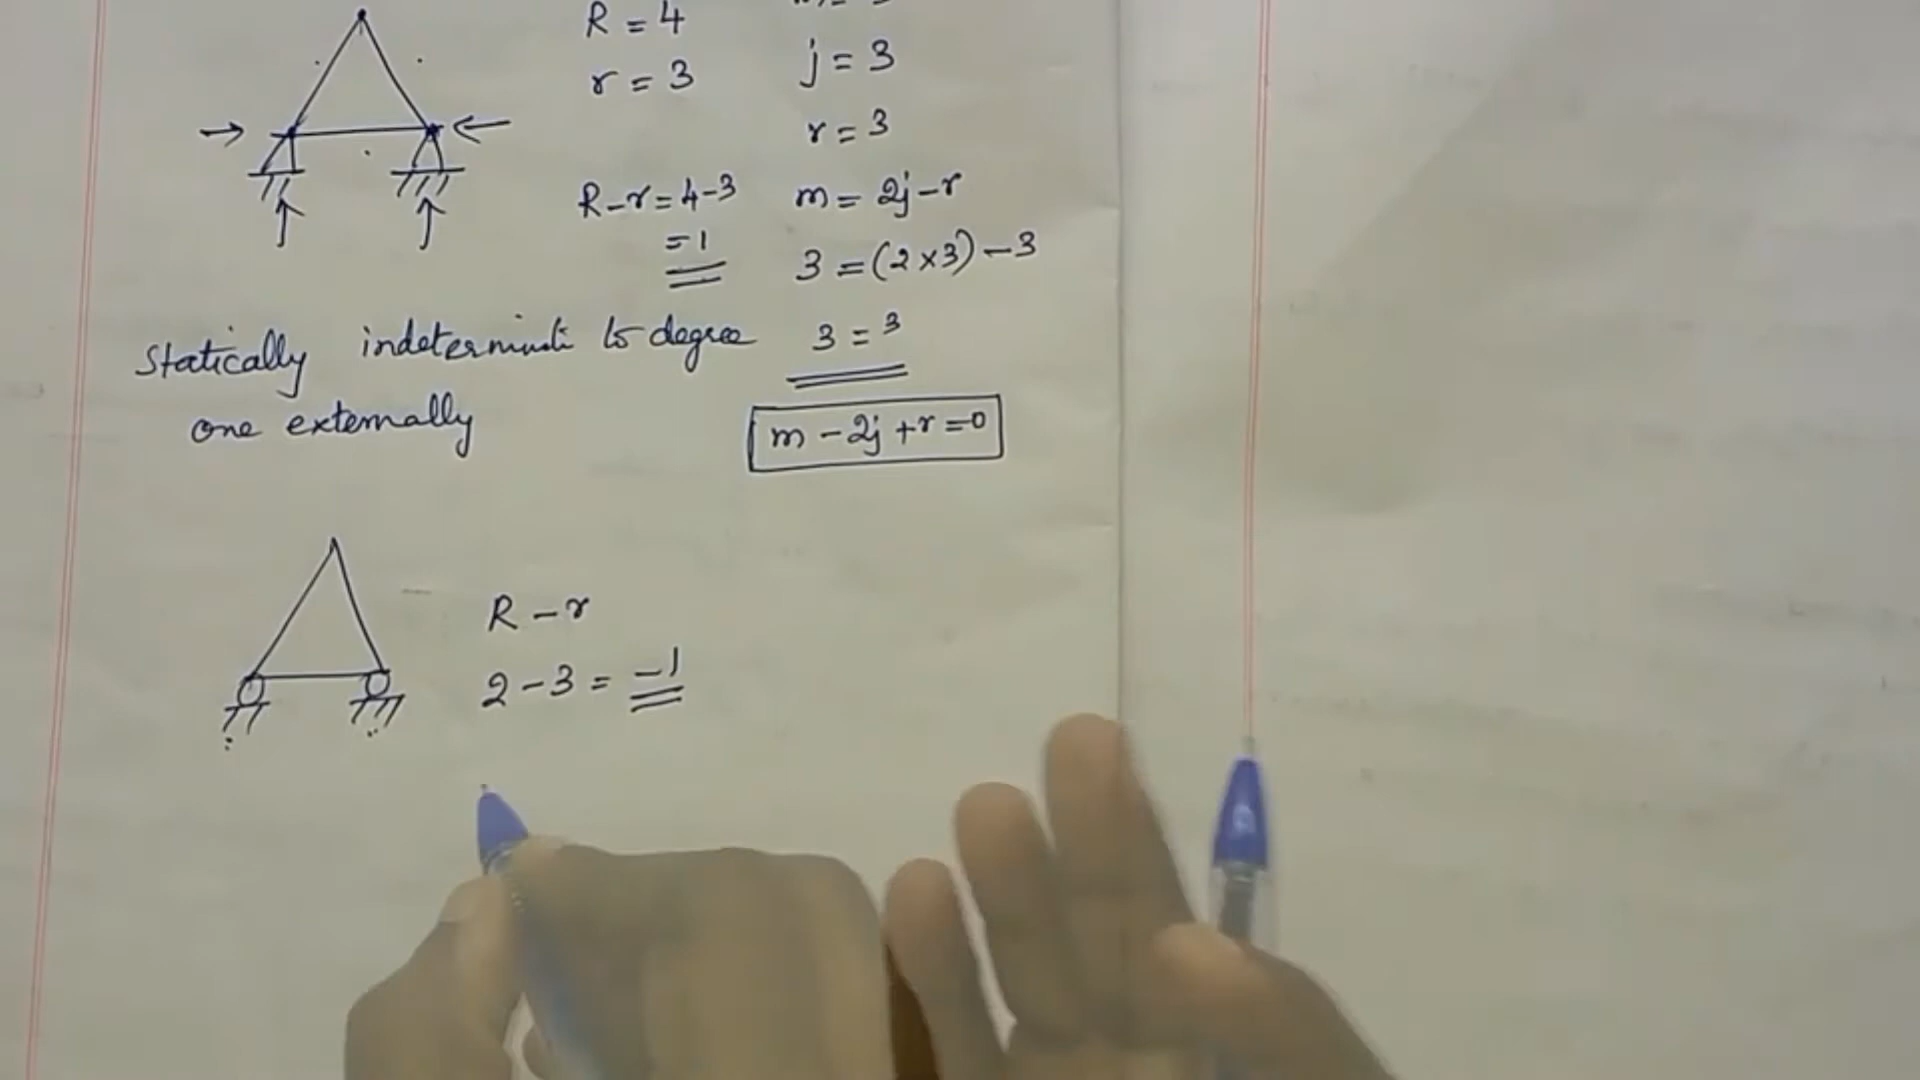 R = 4
r = 3
j = 3
r = 3
R-r = 4-3
= 1
m = 2j-r
3 = (2×3)-3
3 = 3
Statically to degree
one externally
m - 2j + r = 0
R - r
2 - 3 = -1